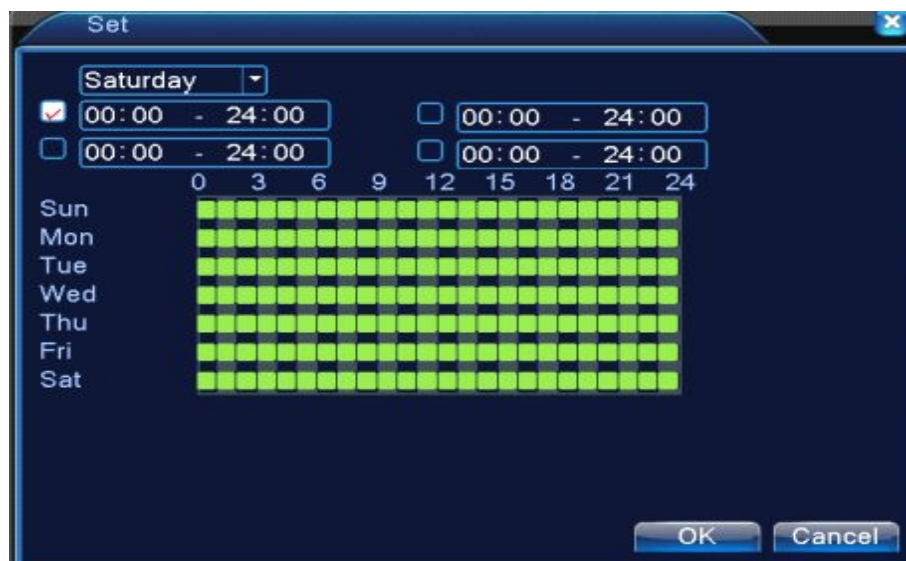 Set
Saturday
00:00 - 24:00 00:00 - 24:00
00:00 - 24:00 00:00 - 24:00
0 3 6 9 12 15 18 21 24
Sun
Mon
Tue
Wed
Thu
Fri
Sat
OK Cancel